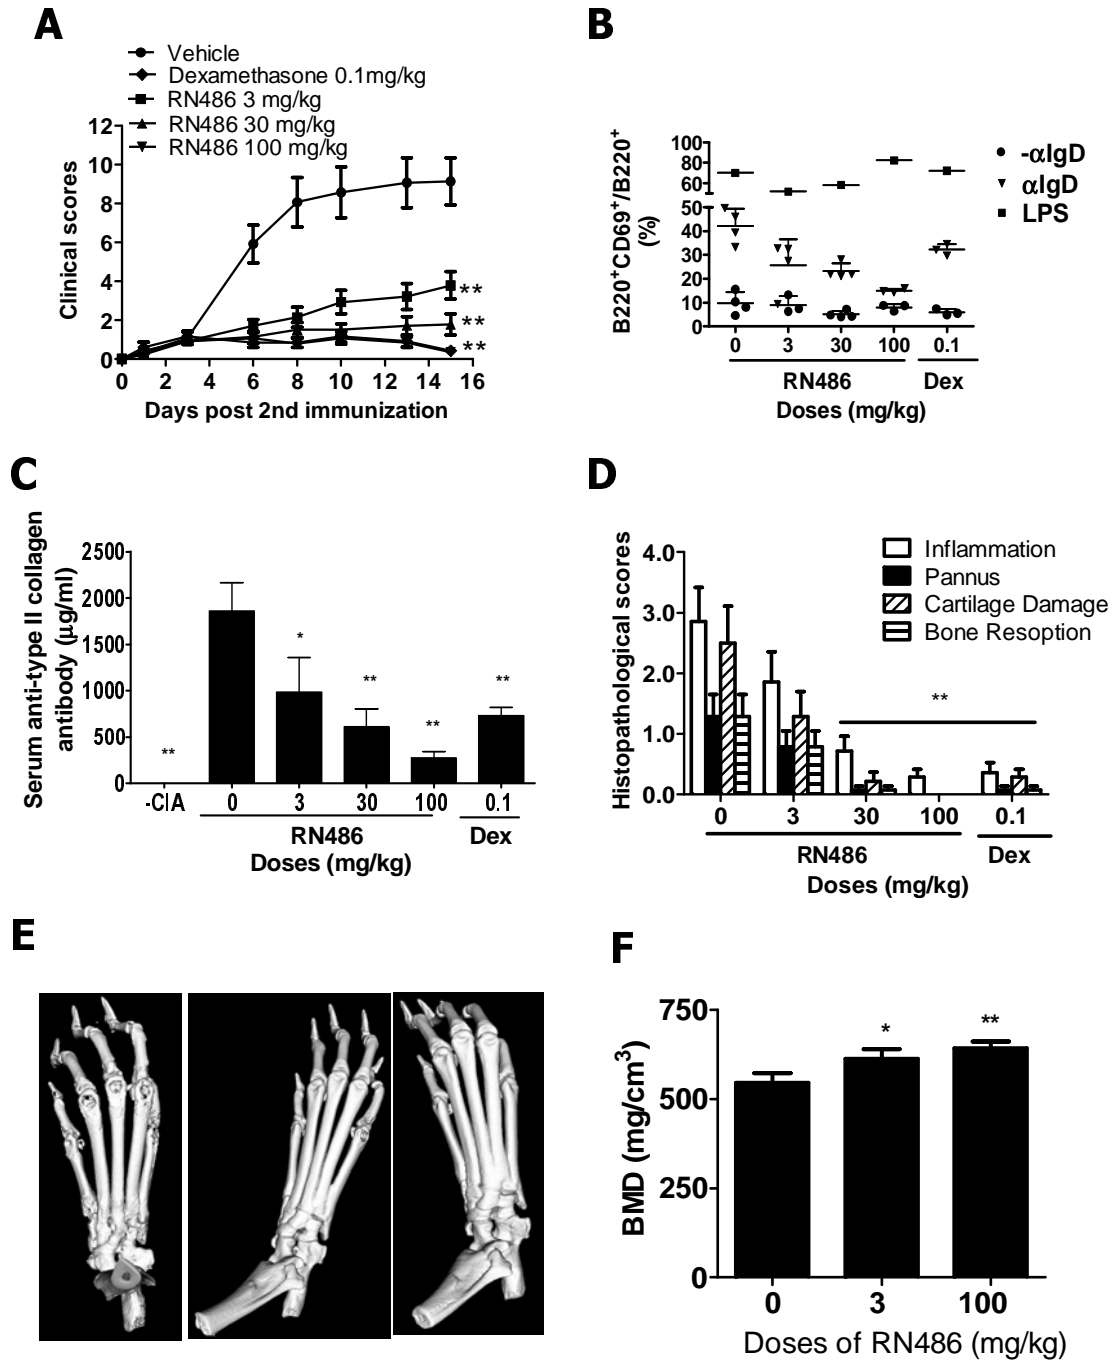 A
Vehicle
Dexamethasone 0.1mg/kg
RN486 3 mg/kg
RN486 30 mg/kg
RN486 100 mg/kg
Clinical scores
12
10
8
6
4
2
0
**
**
**
0 2 4 6 8 10 12 14 16
Days post 2nd immunization
B
B220+CD69+/B220+
(%)
100
80
60
50
40
30
20
10
0
-αIgD
αIgD
LPS
0 3 30 100 0.1
RN486 Dex
Doses (mg/kg)
C
Serum anti-type II collagen
antibody (μg/ml)
2500
2000
1500
1000
500
0
** * ** ** **
-CIA 0 3 30 100 0.1
RN486 Dex
Doses (mg/kg)
D
Histopathological scores
4.0
3.0
2.0
1.0
0.0
Inflammation
Pannus
Cartilage Damage
Bone Resoption
**
0 3 30 100 0.1
RN486 Dex
Doses (mg/kg)
E
F
BMD (mg/cm3)
750
500
250
0
* **
0 3 100
Doses of RN486 (mg/kg)